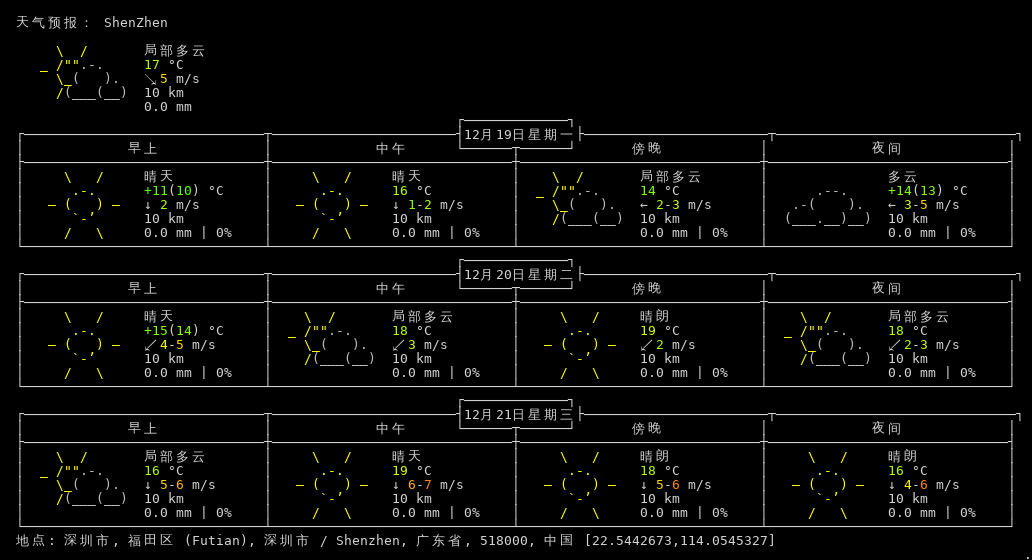 天气预报： ShenZhen
局部多云
17 °C
↘ 5 m/s
10 km
0.0 mm
12月19日星期一
早上 中午 傍晚 夜间
晴天 晴天 局部多云 多云
+11(10) °C 16 °C 14 °C +14(13) °C
↓ 2 m/s ↓ 1-2 m/s ← 2-3 m/s ← 3-5 m/s
10 km 10 km 10 km 10 km
0.0 mm | 0% 0.0 mm | 0% 0.0 mm | 0% 0.0 mm | 0%
12月20日星期二
早上 中午 傍晚 夜间
晴天 局部多云 晴朗 局部多云
+15(14) °C 18 °C 19 °C 18 °C
↙ 4-5 m/s ↙ 3 m/s ↙ 2 m/s ↙ 2-3 m/s
10 km 10 km 10 km 10 km
0.0 mm | 0% 0.0 mm | 0% 0.0 mm | 0% 0.0 mm | 0%
12月21日星期三
早上 中午 傍晚 夜间
局部多云 晴天 晴朗 晴朗
16 °C 19 °C 18 °C 16 °C
↓ 5-6 m/s ↓ 6-7 m/s ↓ 5-6 m/s ↓ 4-6 m/s
10 km 10 km 10 km 10 km
0.0 mm | 0% 0.0 mm | 0% 0.0 mm | 0% 0.0 mm | 0%
地点: 深圳市, 福田区 (Futian), 深圳市 / Shenzhen, 广东省, 518000, 中国 [22.5442673,114.0545327]